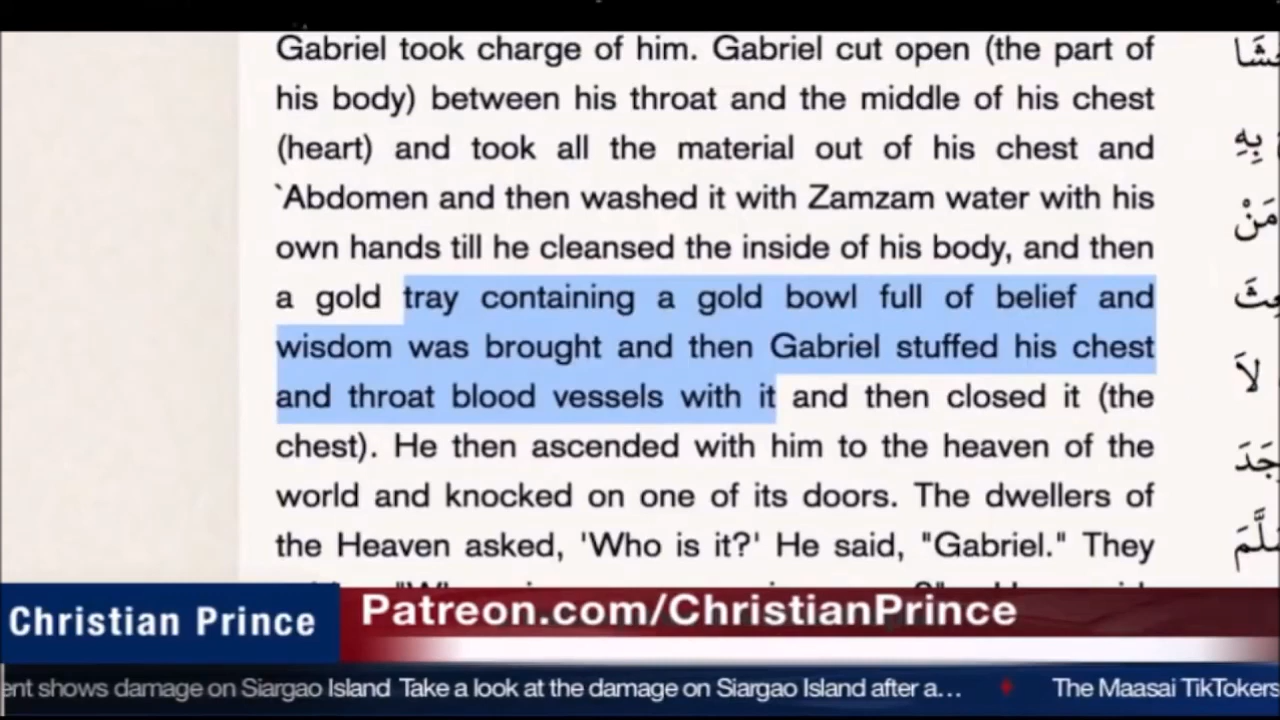 Gabriel took charge of him. Gabriel cut open (the part of
his body) between his throat and the middle of his chest
(heart) and took all the material out of his chest and
`Abdomen and then washed it with Zamzam water with his
own hands till he cleansed the inside of his body, and then
a gold tray containing a gold bowl full of belief and
wisdom was brought and then Gabriel stuffed his chest
and throat blood vessels with it and then closed it (the
chest). He then ascended with him to the heaven of the
world and knocked on one of its doors. The dwellers of
the Heaven asked, 'Who is it?' He said, "Gabriel." They
بِهِ
مَنْ
لاَ
Christian Prince
Patreon.com/ChristianPrince
ent shows damage on Siargao Island Take a look at the damage on Siargao Island after a… The Maasai TikTokers